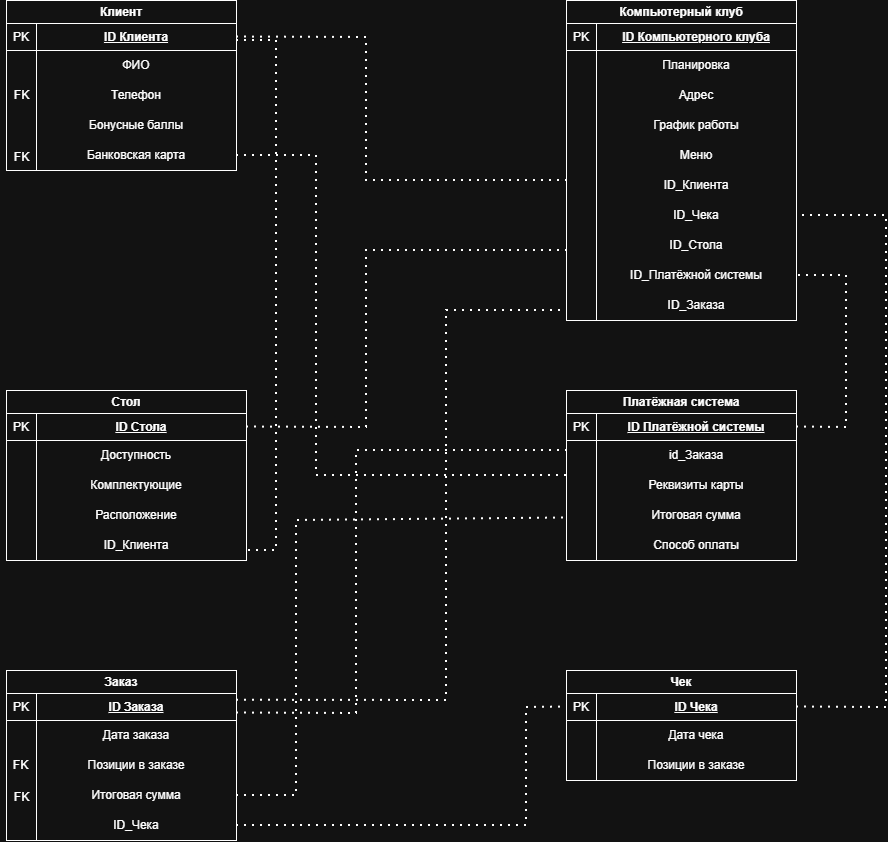 Клиент
PK ID Клиента
ФИО
FK Телефон
Бонусные баллы
FK Банковская карта
Компьютерный клуб
PK ID Компьютерного клуба
Планировка
Адрес
График работы
Меню
ID_Клиента
ID_Чека
ID_Стола
ID_Платёжной системы
ID_Заказа
Стол
PK ID Стола
Доступность
Комплектующие
Расположение
ID_Клиента
Платёжная система
PK ID Платёжной системы
id_Заказа
Реквизиты карты
Итоговая сумма
Способ оплаты
Заказ
PK ID Заказа
Дата заказа
FK Позиции в заказе
FK Итоговая сумма
ID_Чека
Чек
PK ID Чека
Дата чека
Позиции в заказе